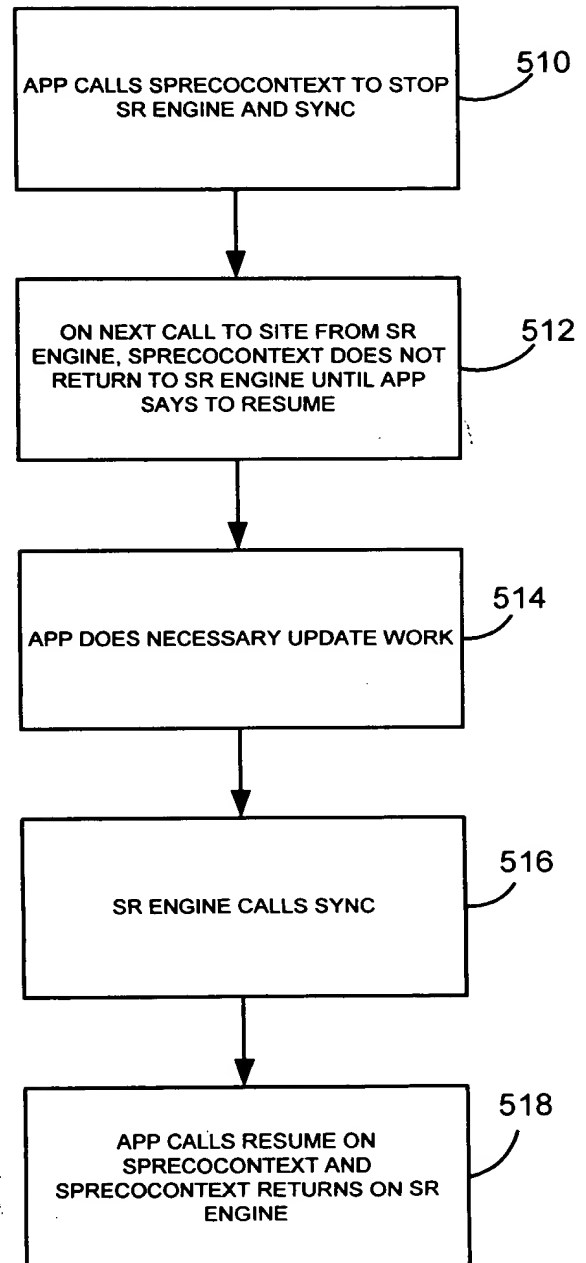 APP CALLS SPRECOCONTEXT TO STOP
SR ENGINE AND SYNC
510
ON NEXT CALL TO SITE FROM SR
ENGINE, SPRECOCONTEXT DOES NOT
RETURN TO SR ENGINE UNTIL APP
SAYS TO RESUME
512
APP DOES NECESSARY UPDATE WORK
514
SR ENGINE CALLS SYNC
516
APP CALLS RESUME ON
SPRECOCONTEXT AND
SPRECOCONTEXT RETURNS ON SR
ENGINE
518